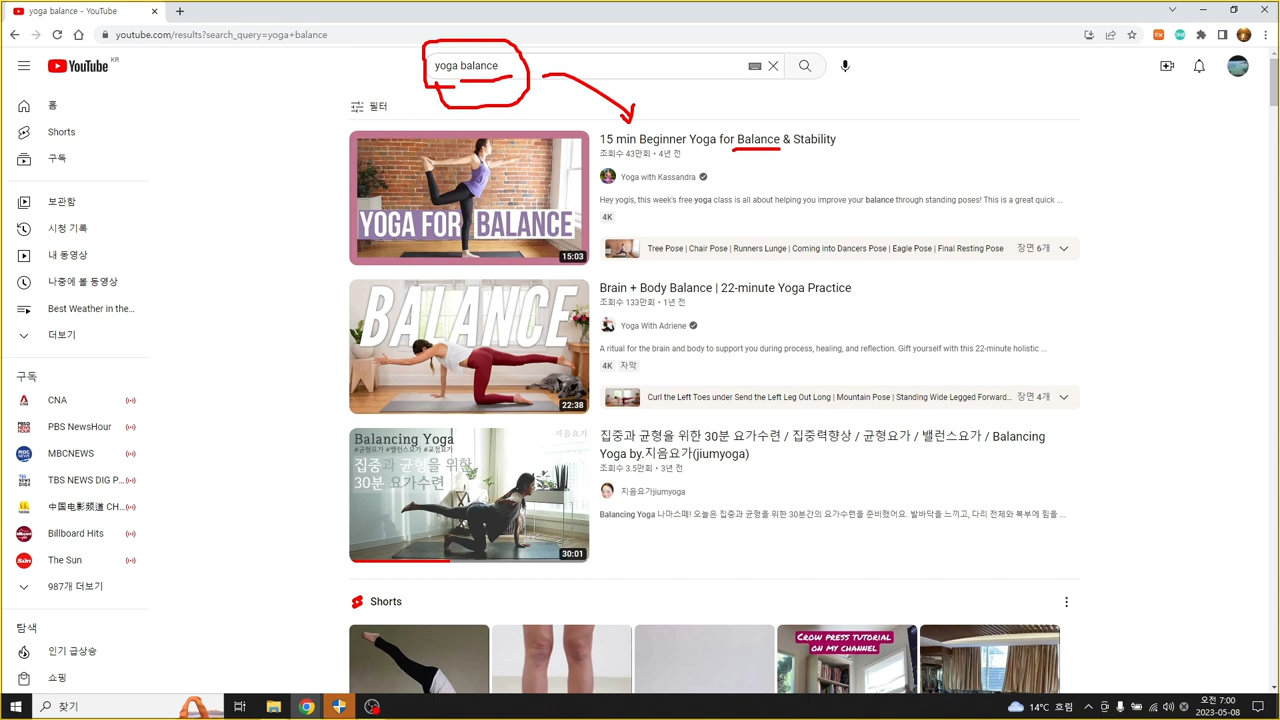 yoga balance - YouTube
youtube.com/results?search_query=yoga+balance
YouTube KR
yoga balance
홈
Shorts
구독
보관함
시청 기록
내 동영상
나중에 볼 동영상
Best Weather in the...
더보기
구독
CNA
PBS NewsHour
MBCNEWS
TBS NEWS DIG P...
中国电影频道 CH...
Billboard Hits
The Sun
987개 더보기
탐색
인기 급상승
쇼핑
필터
YOGA FOR BALANCE
15:03
15 min Beginner Yoga for Balance & Stability
조회수 43만회 • 4년 전
Yoga with Kassandra
Hey yogis, this week's free yoga class is all about helping you improve your balance through standing poses! This is a great quick ...
4K
Tree Pose | Chair Pose | Runners Lunge | Coming into Dancers Pose | Eagle Pose | Final Resting Pose
장면 6개
BALANCE
22:38
Brain + Body Balance | 22-minute Yoga Practice
조회수 133만회 • 1년 전
Yoga With Adriene
A ritual for the brain and body to support you during process, healing, and reflection. Gift yourself with this 22-minute holistic ...
4K 자막
Curl the Left Toes under Send the Left Leg Out Long | Mountain Pose | Standing Wide Legged Forward...
장면 4개
Balancing Yoga
지음요가
#균형요가 #밸런스요가 #교정요가
집중과 균형을 위한
30분 요가수련
30:01
집중과 균형을 위한 30분 요가수련 / 집중력향상 / 균형요가 / 밸런스요가 / Balancing
Yoga by.지음요가(jiumyoga)
조회수 3.5만회 • 3년 전
지음요가jiumyoga
Balancing Yoga 나마스떼! 오늘은 집중과 균형을 위한 30분간의 요가수련을 준비했어요. 발바닥을 느끼고, 다리 전체와 복부에 힘을 ...
Shorts
CROW PRESS TUTORIAL
ON MY CHANNEL
찾기
14°C 흐림
오전 7:00
2023-05-08